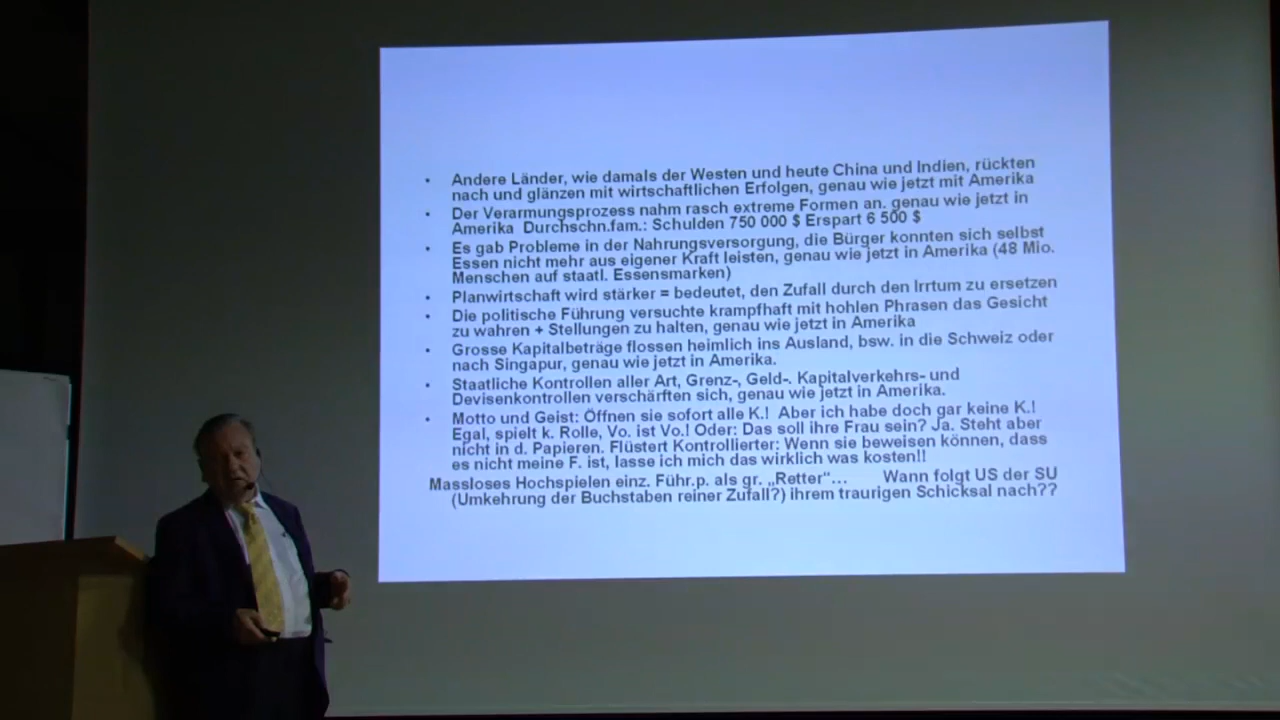 • Andere Länder, wie damals der Westen und heute China und Indien, rückten
nach und glänzen mit wirtschaftlichen Erfolgen, genau wie jetzt mit Amerika
• Der Verarmungsprozess nahm rasch extreme Formen an. genau wie jetzt in
Amerika Durchschn.fam.: Schulden 750 000 $ Erspart 6 500 $
• Es gab Probleme in der Nahrungsversorgung, die Bürger konnten sich selbst
Essen nicht mehr aus eigener Kraft leisten, genau wie jetzt in Amerika (48 Mio.
Menschen auf staatl. Essensmarken)
• Planwirtschaft wird stärker = bedeutet, den Zufall durch den Irrtum zu ersetzen
• Die politische Führung versuchte krampfhaft mit hohlen Phrasen das Gesicht
zu wahren + Stellungen zu halten, genau wie jetzt in Amerika
• Grosse Kapitalbeträge flossen heimlich ins Ausland, bsw. in die Schweiz oder
nach Singapur, genau wie jetzt in Amerika.
• Staatliche Kontrollen aller Art, Grenz-, Geld-. Kapitalverkehrs- und
Devisenkontrollen verschärften sich, genau wie jetzt in Amerika.
• Motto und Geist: Öffnen sie sofort alle K.! Aber ich habe doch gar keine K.!
Egal, spielt k. Rolle, Vo. ist Vo.! Oder: Das soll ihre Frau sein? Ja. Steht aber
nicht in d. Papieren. Flüstert Kontrollierter: Wenn sie beweisen können, dass
es nicht meine F. ist, lasse ich mich das wirklich was kosten!!
Massloses Hochspielen einz. Führ.p. als gr. „Retter“... Wann folgt US der SU
(Umkehrung der Buchstaben reiner Zufall?) ihrem traurigen Schicksal nach??